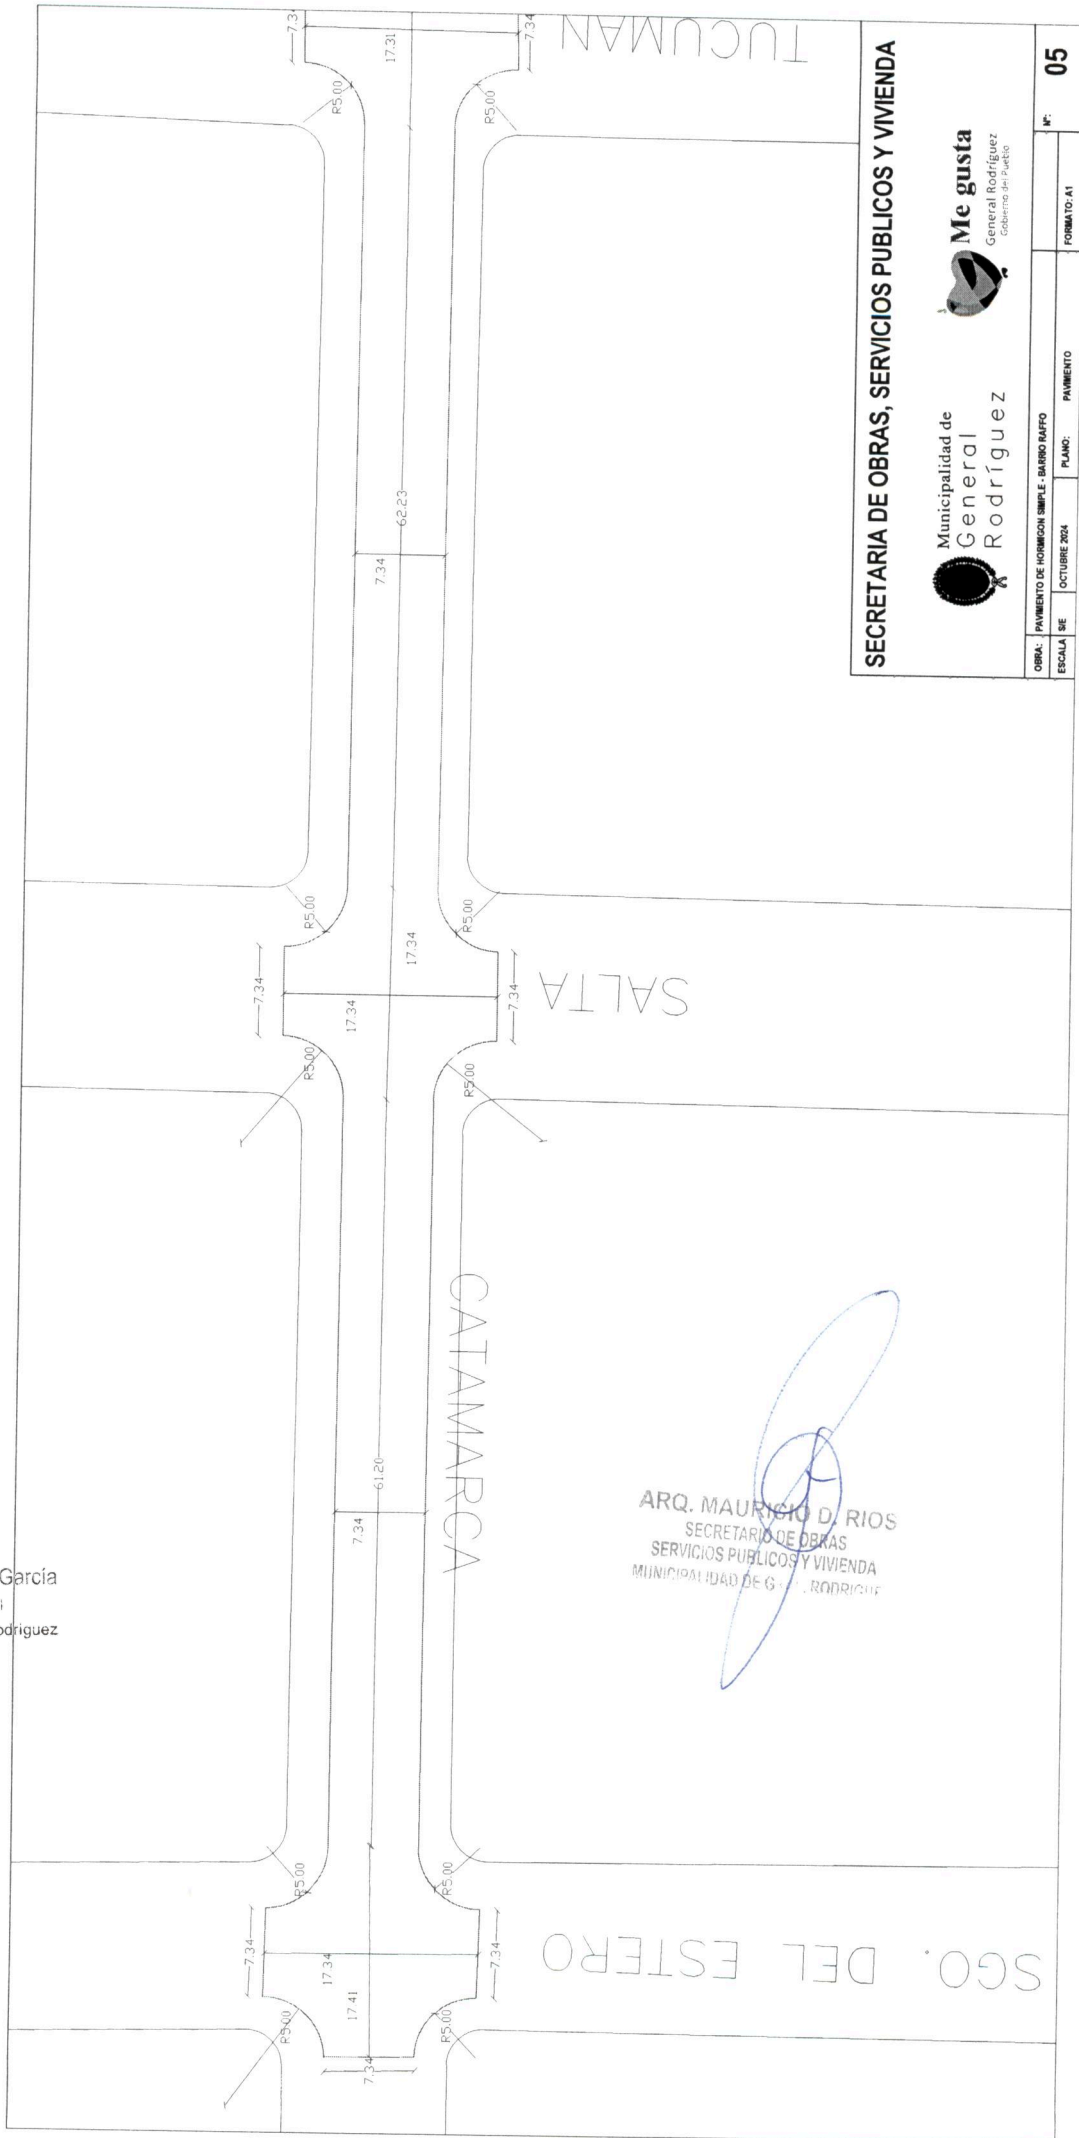 TUCUMAN
7.34
17.31
7.34
R5.00
R5.00
62.23
7.34
R5.00
R5.00
17.34
7.34
17.34
7.34
SALTA
R5.00
R5.00
CATAMARCA
61.20
7.34
R5.00
R5.00
7.34
17.34
7.34
17.41
R5.00
R5.00
7.34
SGO. DEL ESTERO
García
odriguez
ARQ. MAURICIO D. RIOS
SECRETARIO DE OBRAS
SERVICIOS PUBLICOS Y VIVIENDA
MUNICIPALIDAD DE G RODRIGUE
SECRETARIA DE OBRAS, SERVICIOS PUBLICOS Y VIVIENDA
Municipalidad de
General
Rodríguez
Me gusta
General Rodríguez
Gobierno del Pueblo
OBRA: PAVIMENTO DE HORMIGON SIMPLE - BARRIO RAFFO
Nº: 05
ESCALA S/E OCTUBRE 2024 PLANO: PAVIMENTO FORMATO: A1